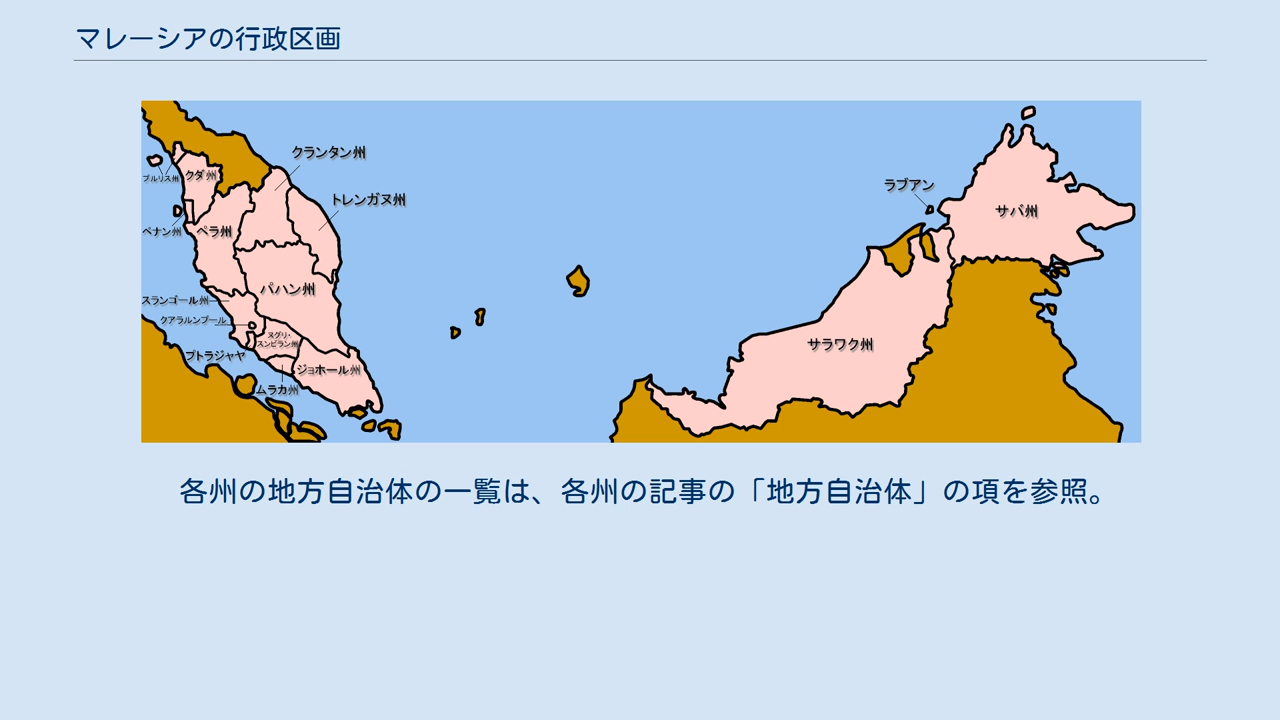 マレーシアの行政区画
クランタン州
プルリス州
クダ州
トレンガヌ州
ラブアン
サバ州
ペナン州
ペラ州
パハン州
スランゴール州
クアラルンプール
ヌグリ・
スンビラン州
サラワク州
プトラジャヤ
ジョホール州
ムラカ州
各州の地方自治体の一覧は、各州の記事の「地方自治体」の項を参照。